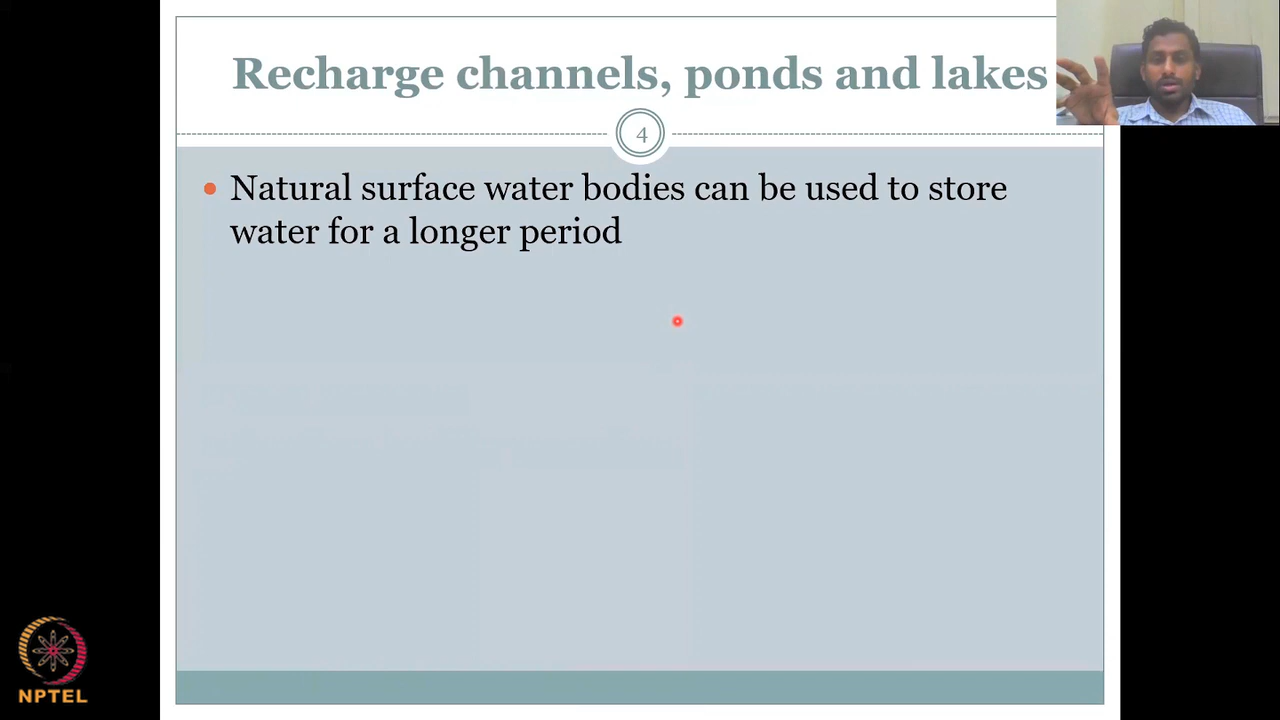 Recharge channels, ponds and lakes
4
• Natural surface water bodies can be used to store
water for a longer period
NPTEL